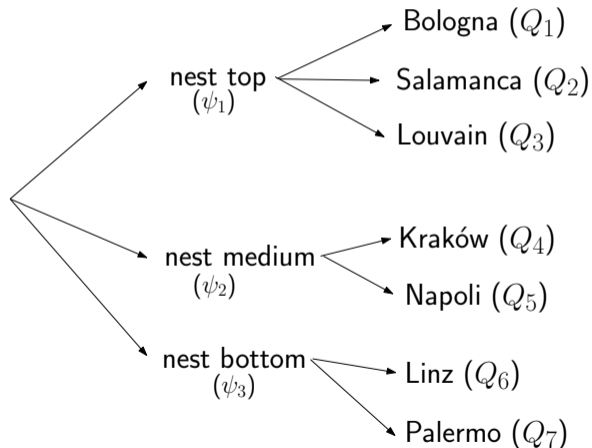 Bologna (Q₁)
nest top
(ψ₁)
Salamanca (Q₂)
Louvain (Q₃)
nest medium
(ψ₂)
Kraków (Q₄)
Napoli (Q₅)
nest bottom
(ψ₃)
Linz (Q₆)
Palermo (Q₇)